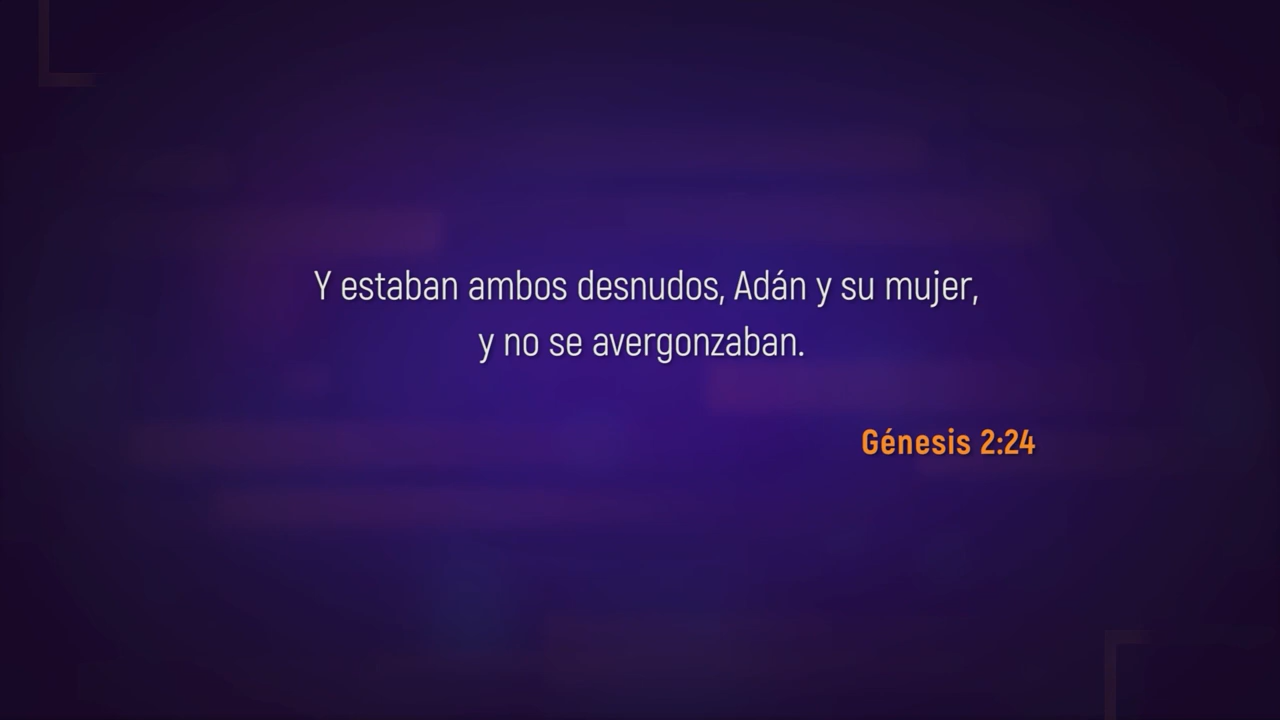 Y estaban ambos desnudos, Adán y su mujer,
y no se avergonzaban.
Génesis 2:24